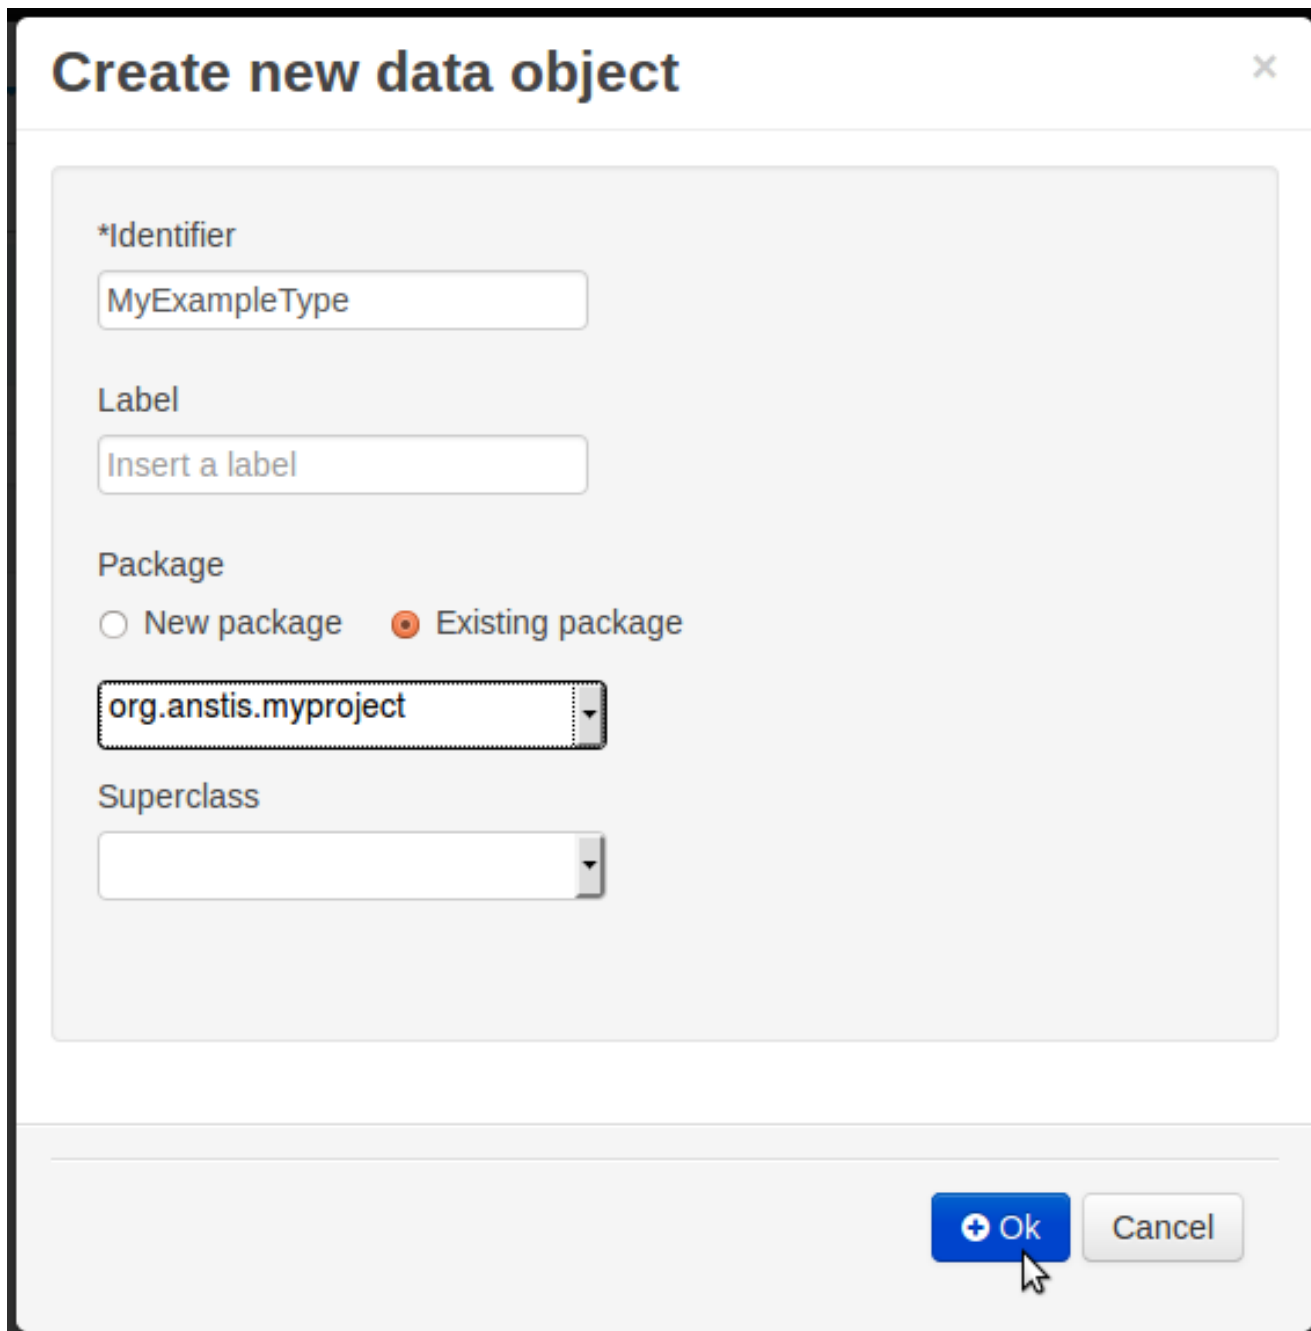 Create new data object ×
*Identifier
MyExampleType
Label
Insert a label
Package
New package Existing package
org.anstis.myproject
Superclass
Ok Cancel